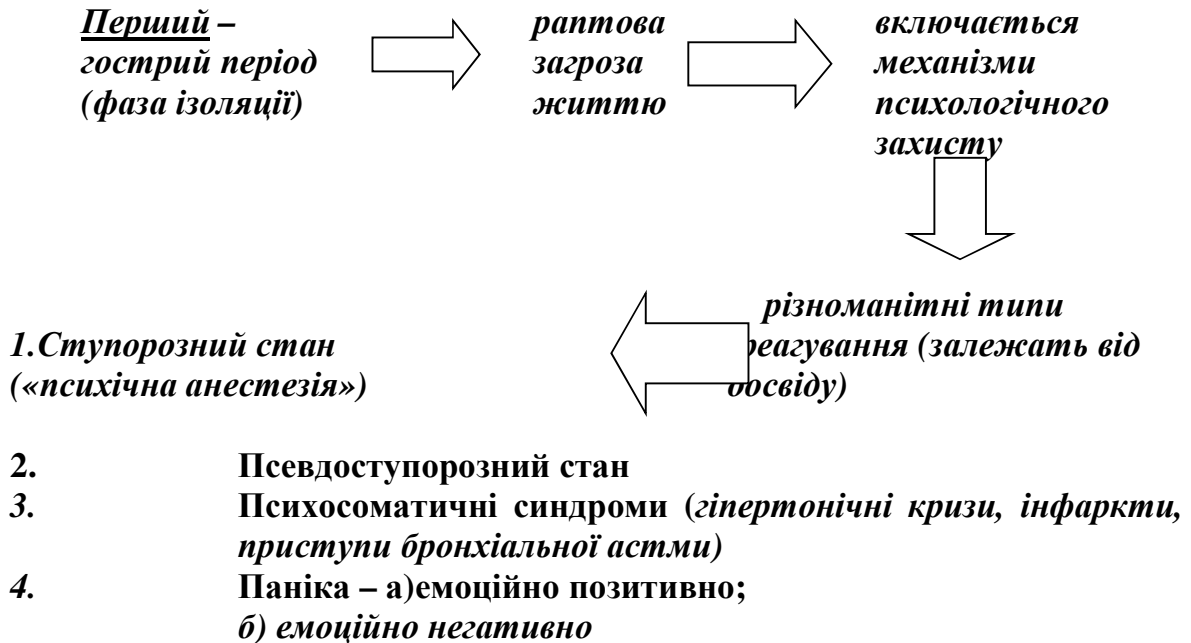 Перший –
гострий період
(фаза ізоляції)
раптова
загроза
життю
включається
механізми
психологічного
захисту
різноманітні типи
реагування (залежать від
досвіду)
1.Ступорозний стан
(«психічна анестезія»)
2. Псевдоступорозний стан
3. Психосоматичні синдроми (гіпертонічні кризи, інфаркти,
приступи бронхіальної астми)
4. Паніка – а)емоційно позитивно;
б) емоційно негативно